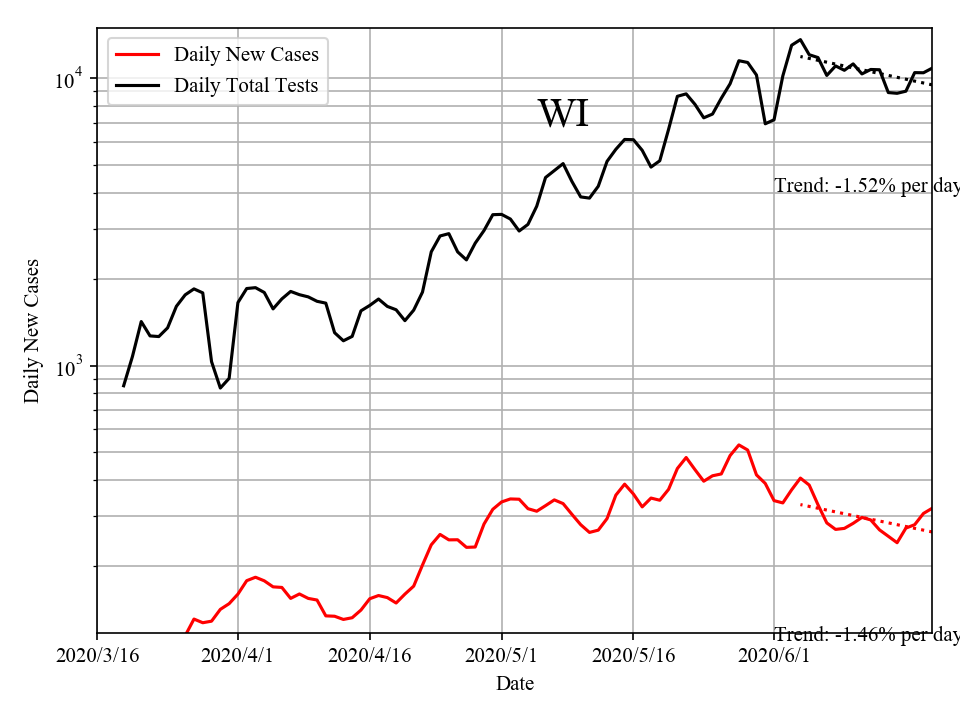 Daily New Cases
Daily Total Tests
WI
10^4
10^3
Daily New Cases
Trend: -1.52% per day
Trend: -1.46% per day
2020/3/16 2020/4/1 2020/4/16 2020/5/1 2020/5/16 2020/6/1
Date